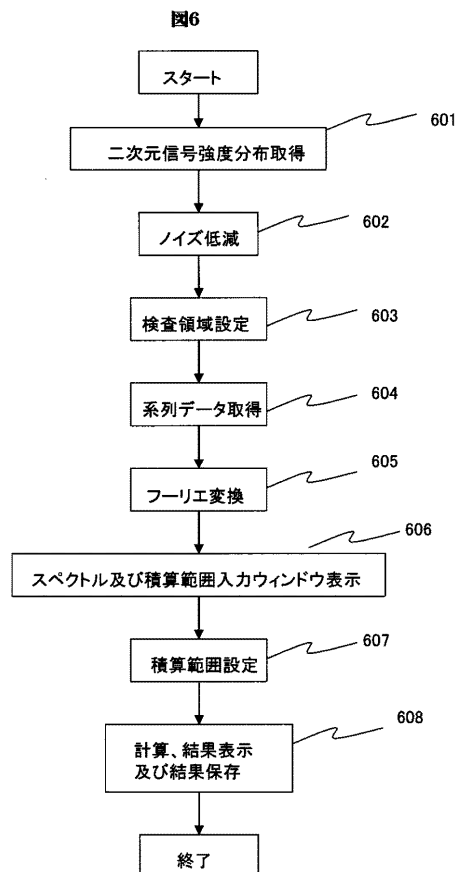 図6
スタート
601
二次元信号強度分布取得
602
ノイズ低減
603
検査領域設定
604
系列データ取得
605
フーリエ変換
606
スペクトル及び積算範囲入力ウィンドウ表示
607
積算範囲設定
608
計算、結果表示
及び結果保存
終了